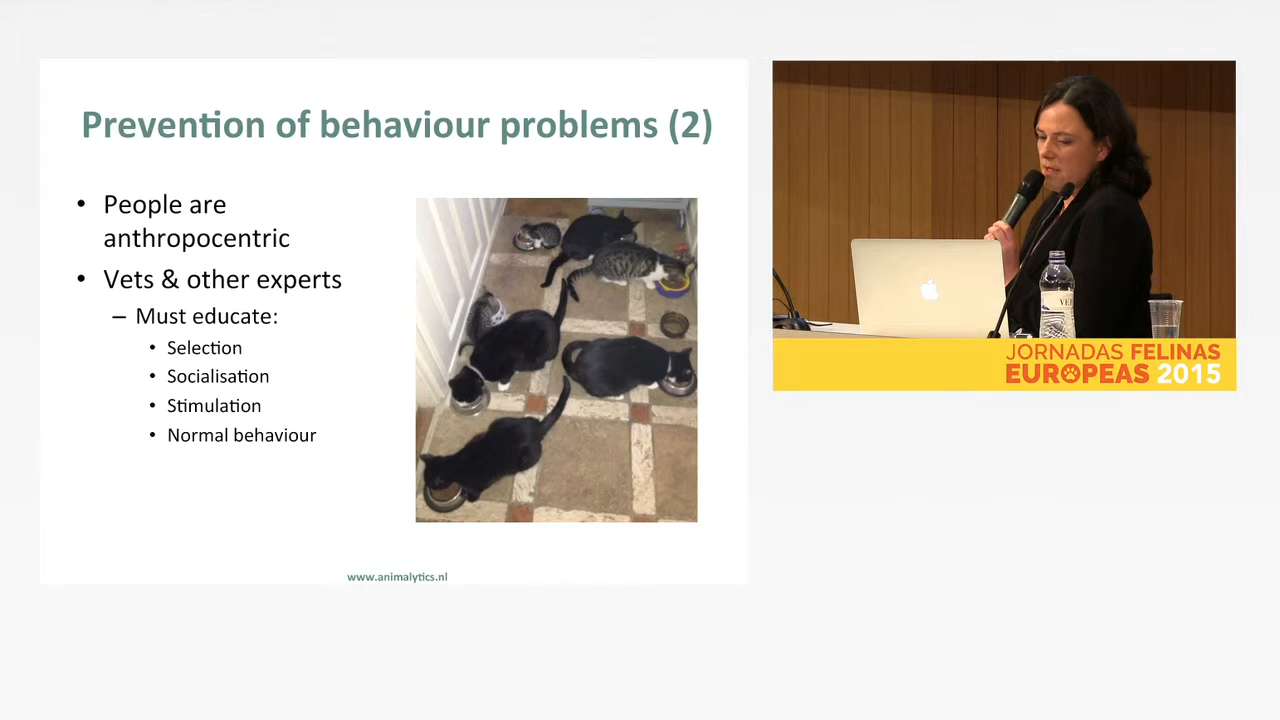 Prevention of behaviour problems (2)
• People are
anthropocentric
• Vets & other experts
– Must educate:
• Selection
• Socialisation
• Stimulation
• Normal behaviour
www.animalytics.nl
JORNADAS FELINAS
EUROPEAS 2015